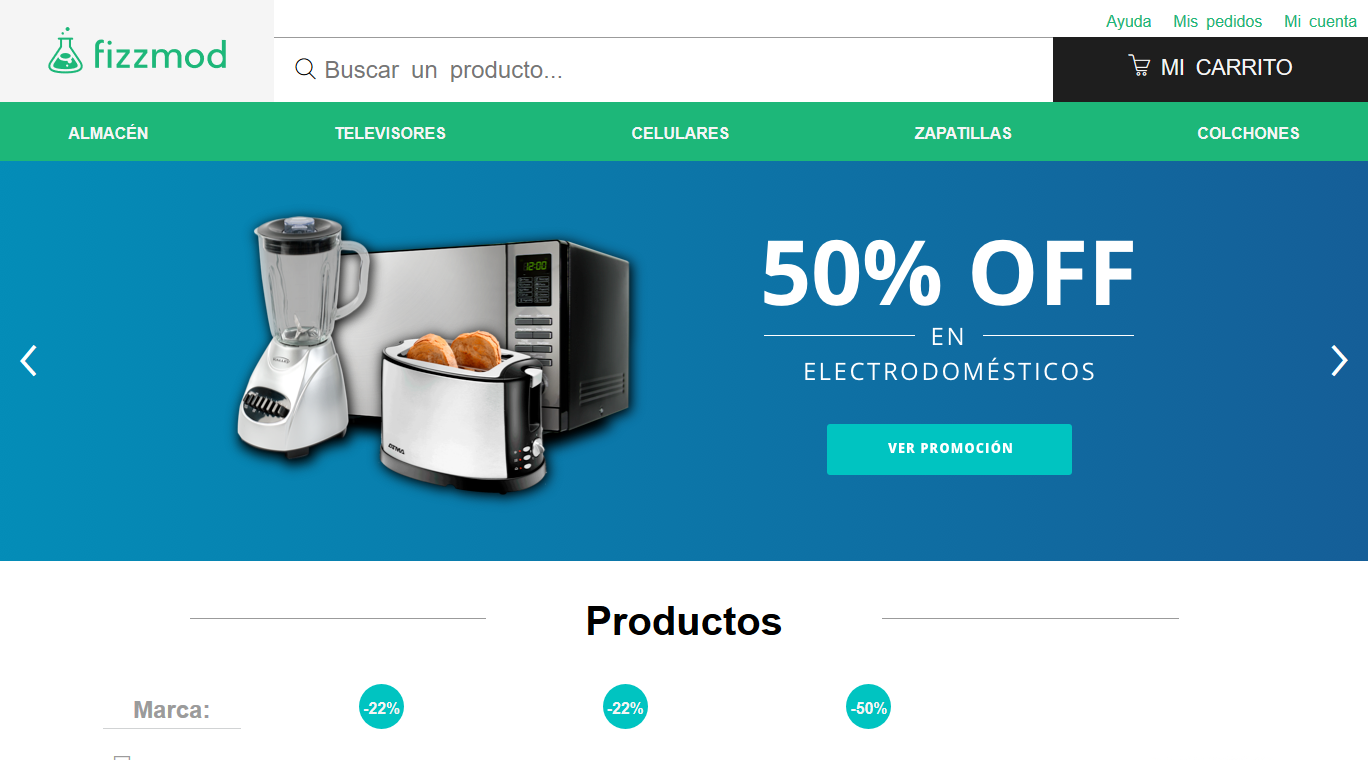 fizzmod
Ayuda Mis pedidos Mi cuenta
Buscar un producto...
MI CARRITO
ALMACÉN TELEVISORES CELULARES ZAPATILLAS COLCHONES
12:00
ATMA
50% OFF
EN
ELECTRODOMÉSTICOS
VER PROMOCIÓN
Productos
Marca:
-22% -22% -50%